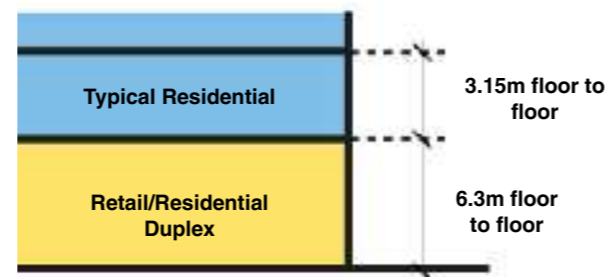 Typical Residential
3.15m floor to
floor
Retail/Residential
Duplex
6.3m floor
to floor